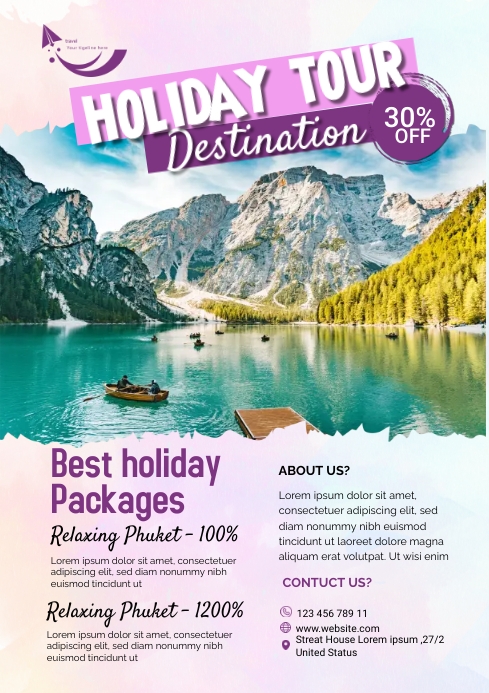 travel
Your tigeline here
HOLIDAY TOUR
Destination
30%
OFF
Best holiday
Packages
Relaxing Phuket - 100%
Lorem ipsum dolor sit amet, consectetuer
adipiscing elit, sed diam nonummy nibh
euismod tincidunt ut
Relaxing Phuket - 1200%
Lorem ipsum dolor sit amet, consectetuer
adipiscing elit, sed diam nonummy nibh
euismod tincidunt ut
ABOUT US?
Lorem ipsum dolor sit amet,
consectetuer adipiscing elit, sed
diam nonummy nibh euismod
tincidunt ut laoreet dolore magna
aliquam erat volutpat. Ut wisi enim
CONTUCT US?
123 456 789 11
www.website.com
Streat House Lorem ipsum ,27/2
United Status